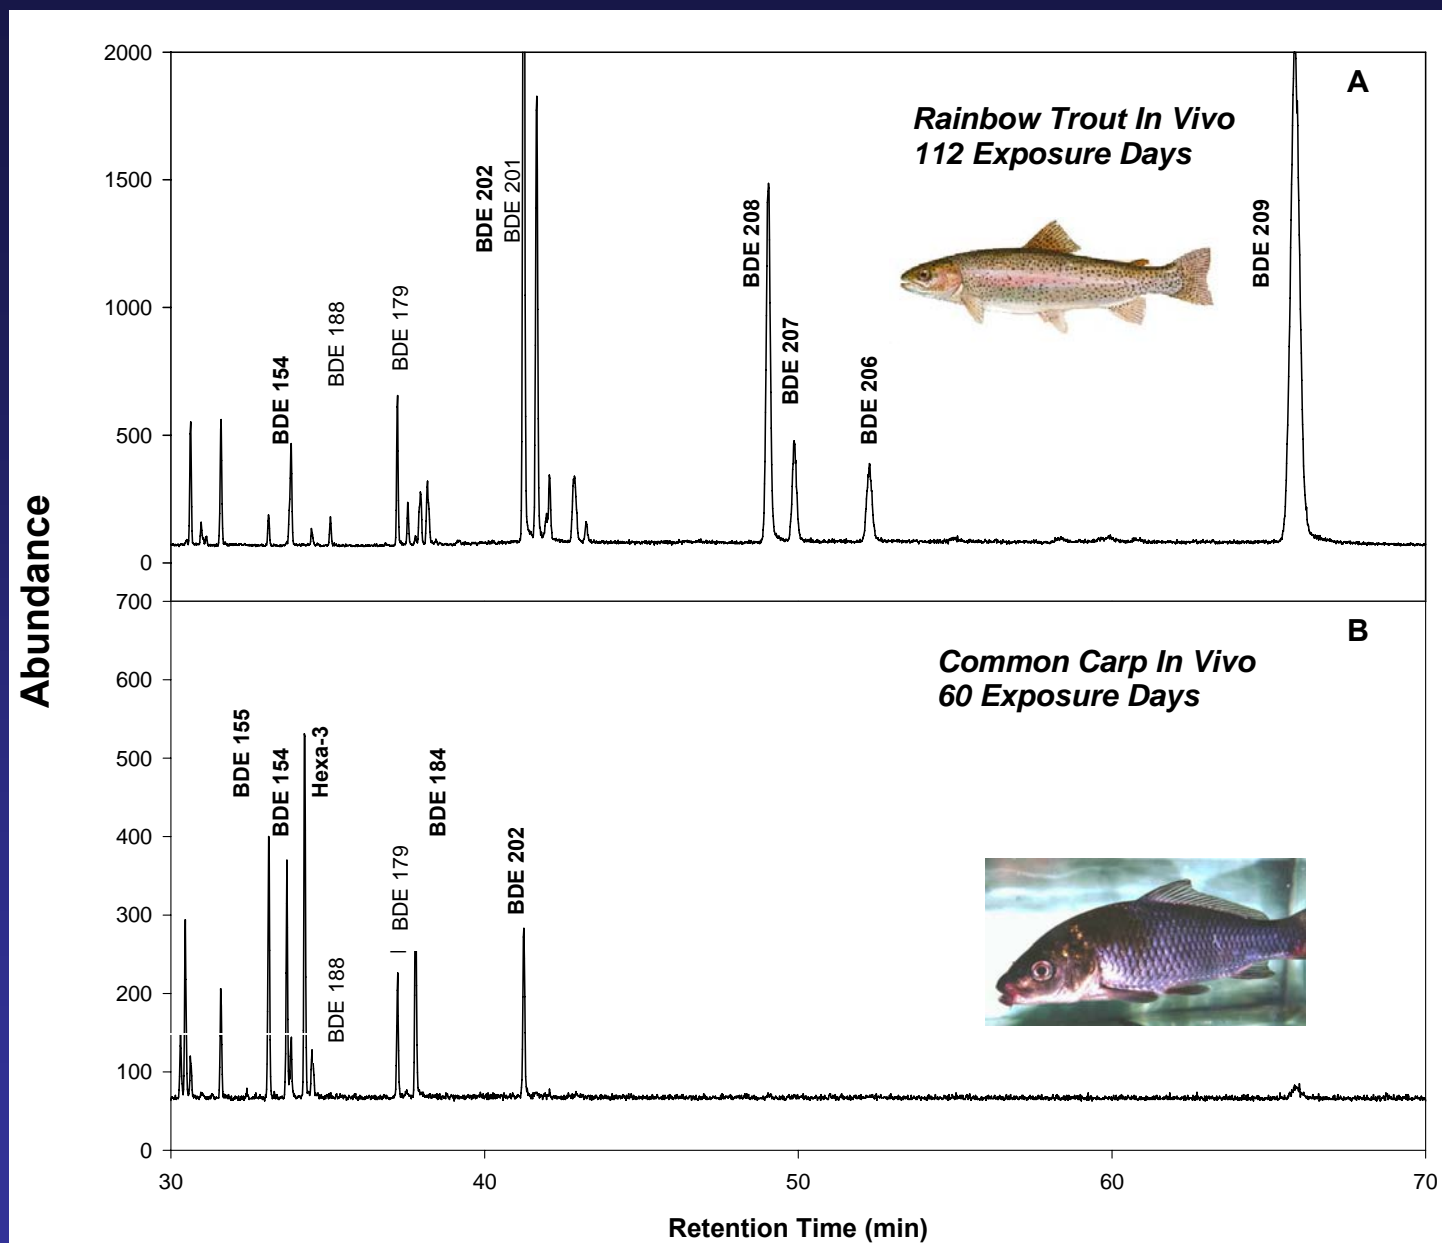 Abundance
2000
1500
1000
500
0
A
Rainbow Trout In Vivo
112 Exposure Days
BDE 154
BDE 188
BDE 179
BDE 202
BDE 201
BDE 208
BDE 207
BDE 206
BDE 209
700
600
500
400
300
200
100
0
B
Common Carp In Vivo
60 Exposure Days
BDE 155
BDE 154
Hexa-3
BDE 188
BDE 179
BDE 184
BDE 202
30
40
50
60
70
Retention Time (min)